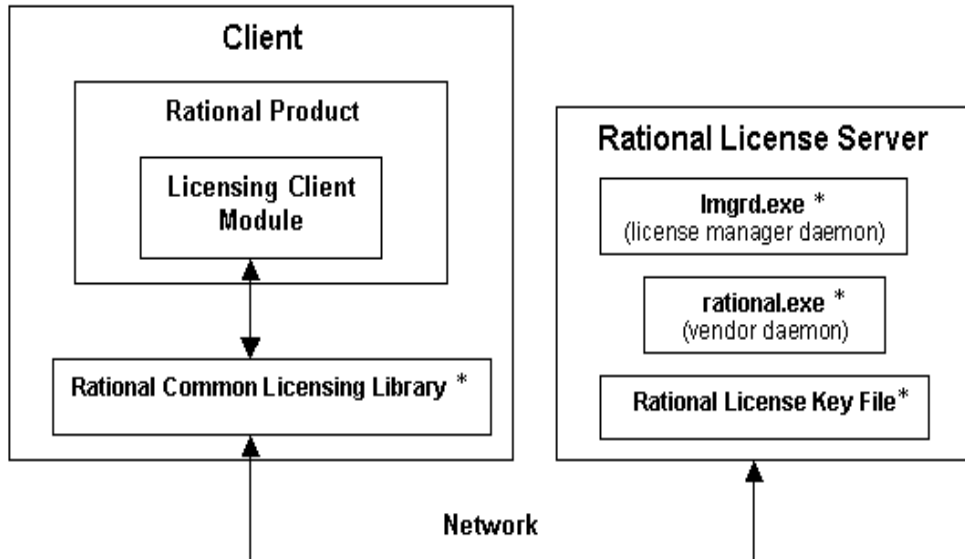 Client
Rational Product
Licensing Client
Module
Rational Common Licensing Library *
Rational License Server
lmgrd.exe *
(license manager daemon)
rational.exe *
(vendor daemon)
Rational License Key File*
Network